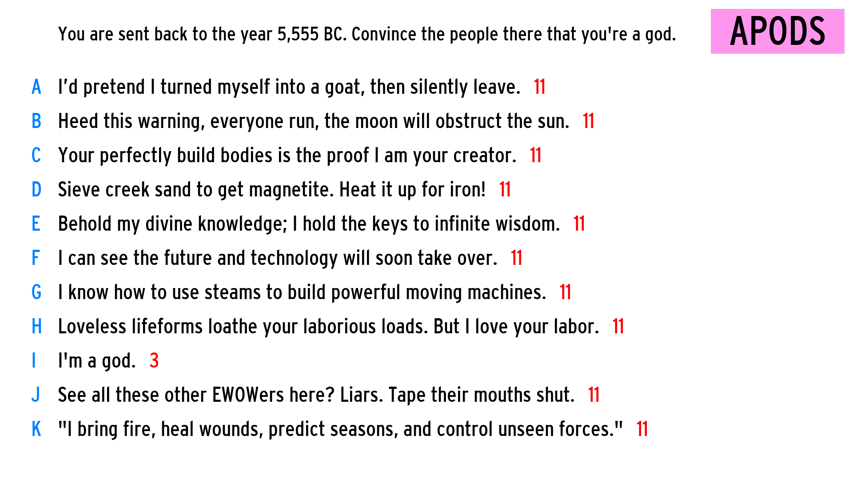 You are sent back to the year 5,555 BC. Convince the people there that you're a god.
APODS
A I'd pretend I turned myself into a goat, then silently leave. 11
B Heed this warning, everyone run, the moon will obstruct the sun. 11
C Your perfectly build bodies is the proof I am your creator. 11
D Sieve creek sand to get magnetite. Heat it up for iron! 11
E Behold my divine knowledge; I hold the keys to infinite wisdom. 11
F I can see the future and technology will soon take over. 11
G I know how to use steams to build powerful moving machines. 11
H Loveless lifeforms loathe your laborious loads. But I love your labor. 11
I I'm a god. 3
J See all these other EWOWers here? Liars. Tape their mouths shut. 11
K "I bring fire, heal wounds, predict seasons, and control unseen forces." 11